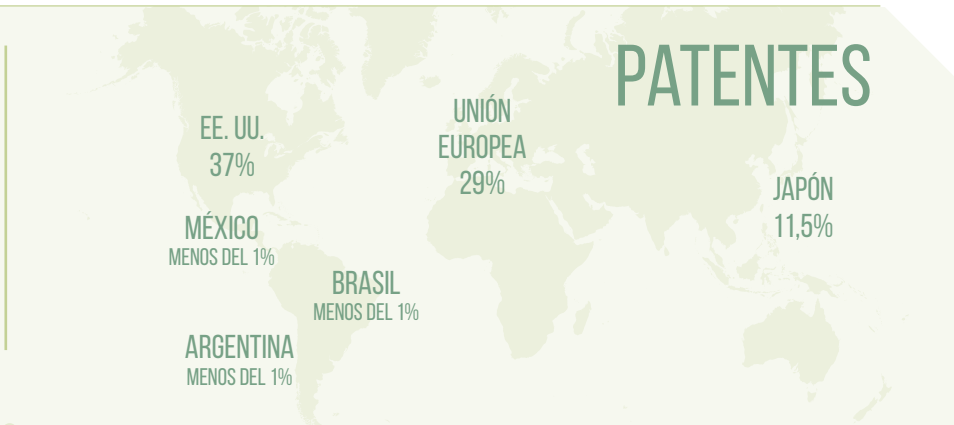 PATENTES
EE. UU.
37%
UNIÓN
EUROPEA
29%
JAPÓN
11,5%
MÉXICO
MENOS DEL 1%
BRASIL
MENOS DEL 1%
ARGENTINA
MENOS DEL 1%